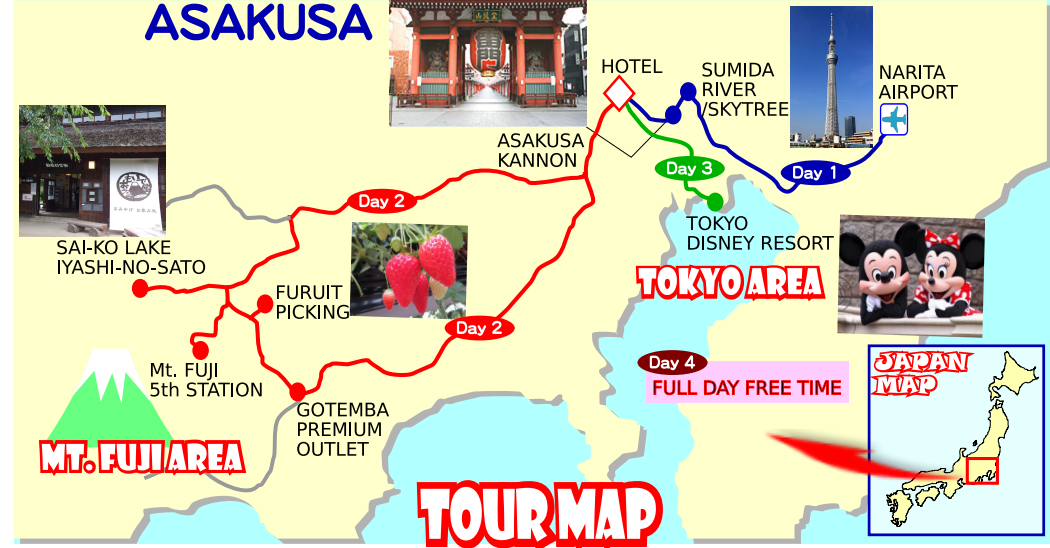 ASAKUSA
HOTEL
SUMIDA
RIVER
/SKYTREE
NARITA
AIRPORT
ASAKUSA
KANNON
Day 3
Day 1
Day 2
TOKYO
DISNEY RESORT
SAI-KO LAKE
IYASHI-NO-SATO
TOKYO AREA
FURUIT
PICKING
Day 2
Mt. FUJI
5th STATION
Day 4
FULL DAY FREE TIME
JAPAN
MAP
GOTEMBA
PREMIUM
OUTLET
MT. FUJI AREA
TOUR MAP